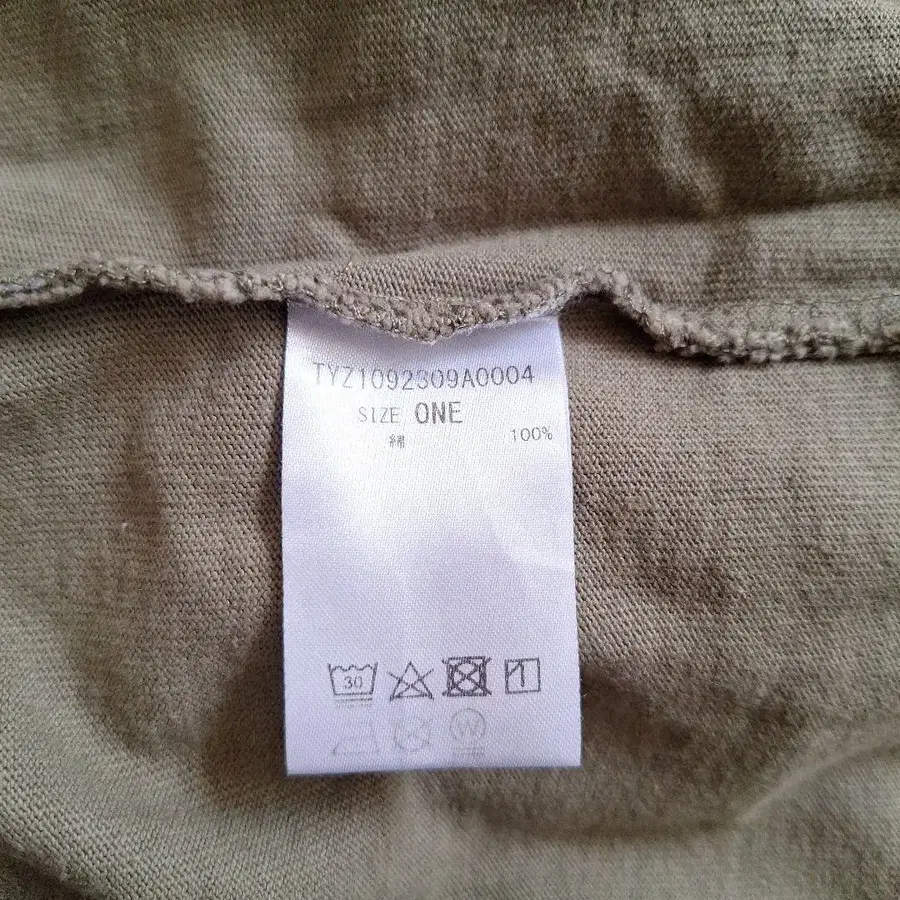 TYZ1092309A0004
SIZE ONE
綿 100%
30
W